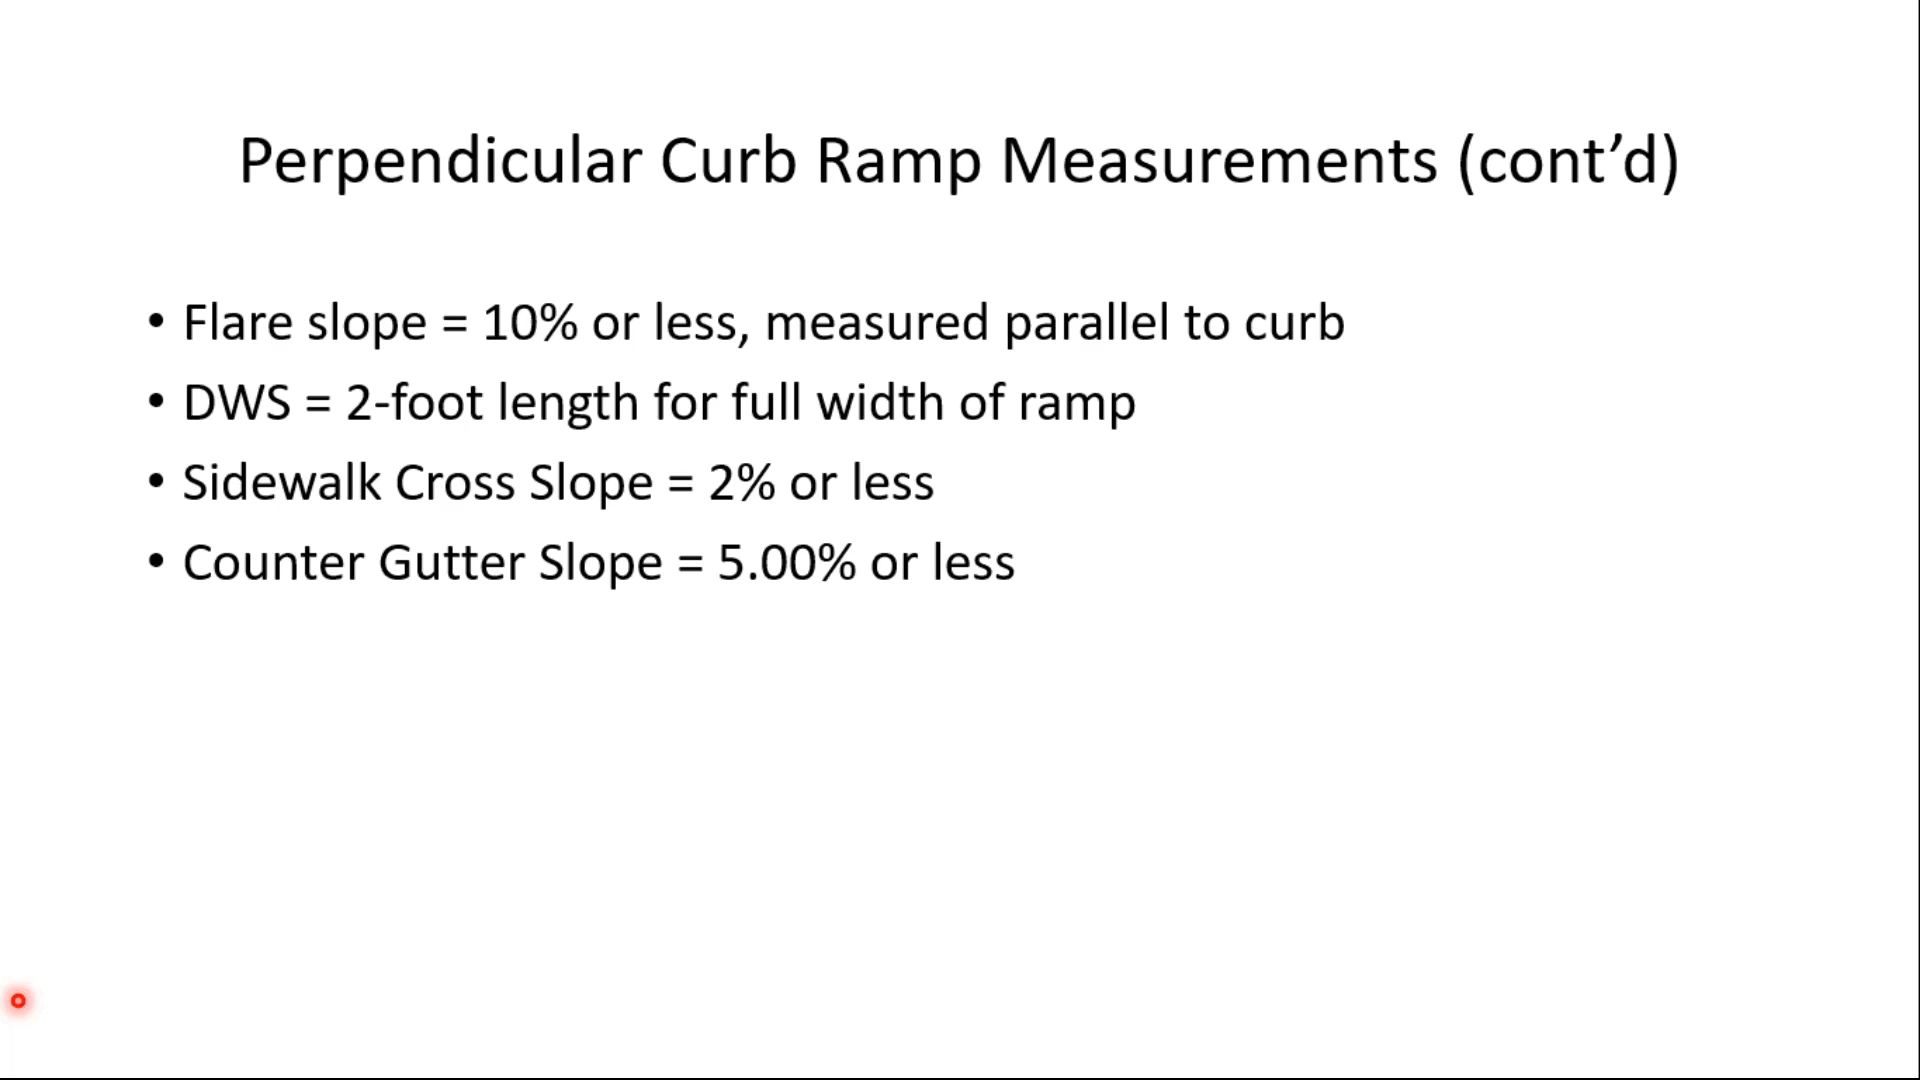 Perpendicular Curb Ramp Measurements (cont’d)
• Flare slope = 10% or less, measured parallel to curb
• DWS = 2-foot length for full width of ramp
• Sidewalk Cross Slope = 2% or less
• Counter Gutter Slope = 5.00% or less